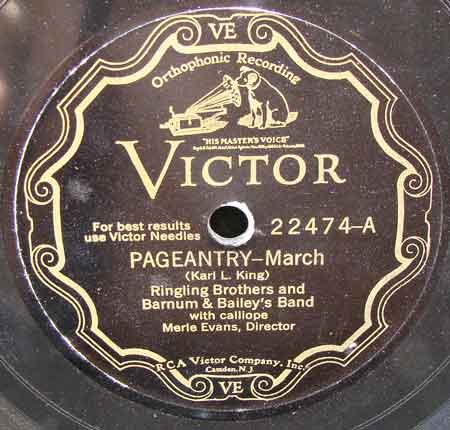 VE
Orthophonic Recording
"HIS MASTER'S VOICE"
VICTOR
For best results
use Victor Needles
22474-A
PAGEANTRY-March
(Karl L. King)
Ringling Brothers and
Barnum & Bailey's Band
with calliope
Merle Evans, Director
RCA Victor Company, Inc.
Camden, N.J.
VE